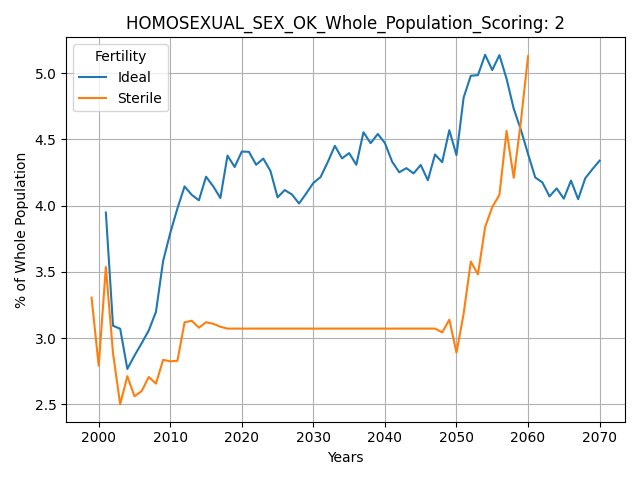 HOMOSEXUAL_SEX_OK_Whole_Population_Scoring: 2
Fertility
Ideal
Sterile
% of Whole Population
5.0
4.5
4.0
3.5
3.0
2.5
2000 2010 2020 2030 2040 2050 2060 2070
Years